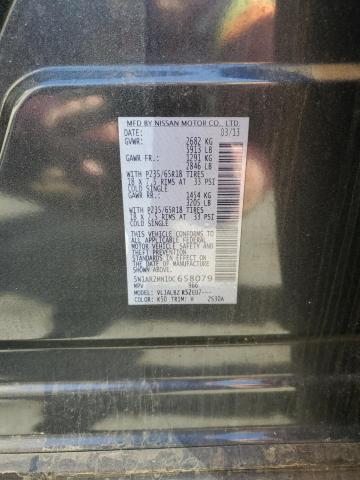 MFD BY NISSAN MOTOR CO., LTD
DATE: 03/13
GVWR: 2682 KG
5913 LB
GAWR FR.: 1291 KG
2846 LB
WITH P235/65R18 TIRES
18 x 7.5 RIMS AT 33 PSI
COLD SINGLE
GAWR RR: 1454 KG
3205 LB
WITH P235/65R18 TIRES
18 x 7.5 RIMS AT 33 PSI
COLD SINGLE
THIS VEHICLE CONFORMS TO
ALL APPLICABLE FEDERAL
MOTOR VEHICLE SAFETY AND
THEFT PREVENTION
STANDARDS IN EFFECT ON
THE DATE OF MANUFACTURE
SHOWN ABOVE.
5N1AR2MN1DC658079
MPV 966
MODEL:
COLOR: K50 TRIM: H 2S3DA